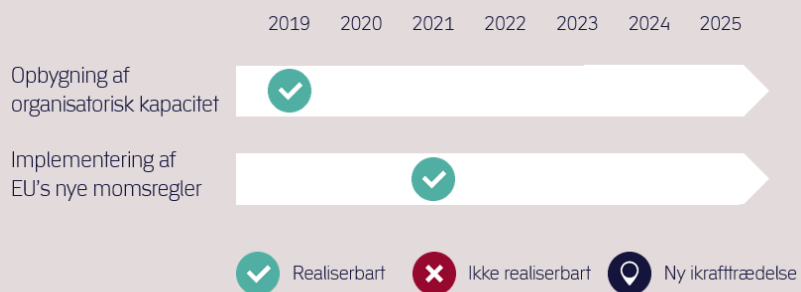 2019 2020 2021 2022 2023 2024 2025
Opbygning af
organisatorisk kapacitet
Implementering af
EU's nye momsregler
Realiserbart Ikke realiserbart Ny ikrafttrædelse